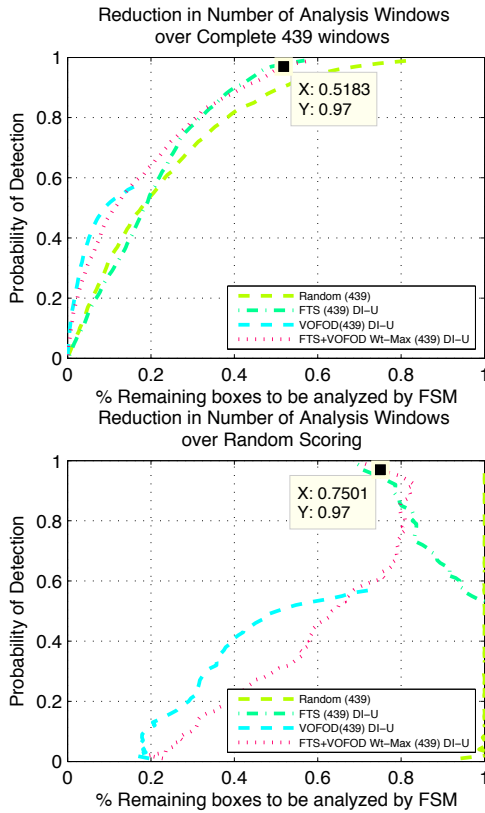 Reduction in Number of Analysis Windows
over Complete 439 windows
1
0.8
0.6
0.4
0.2
0
Probability of Detection
X: 0.5183
Y: 0.97
Random (439)
FTS (439) DI−U
VOFOD(439) DI−U
FTS+VOFOD Wt−Max (439) DI−U
0 0.2 0.4 0.6 0.8 1
% Remaining boxes to be analyzed by FSM
Reduction in Number of Analysis Windows
over Random Scoring
1
0.8
0.6
0.4
0.2
0
Probability of Detection
X: 0.7501
Y: 0.97
Random (439)
FTS (439) DI−U
VOFOD(439) DI−U
FTS+VOFOD Wt−Max (439) DI−U
0 0.2 0.4 0.6 0.8 1
% Remaining boxes to be analyzed by FSM